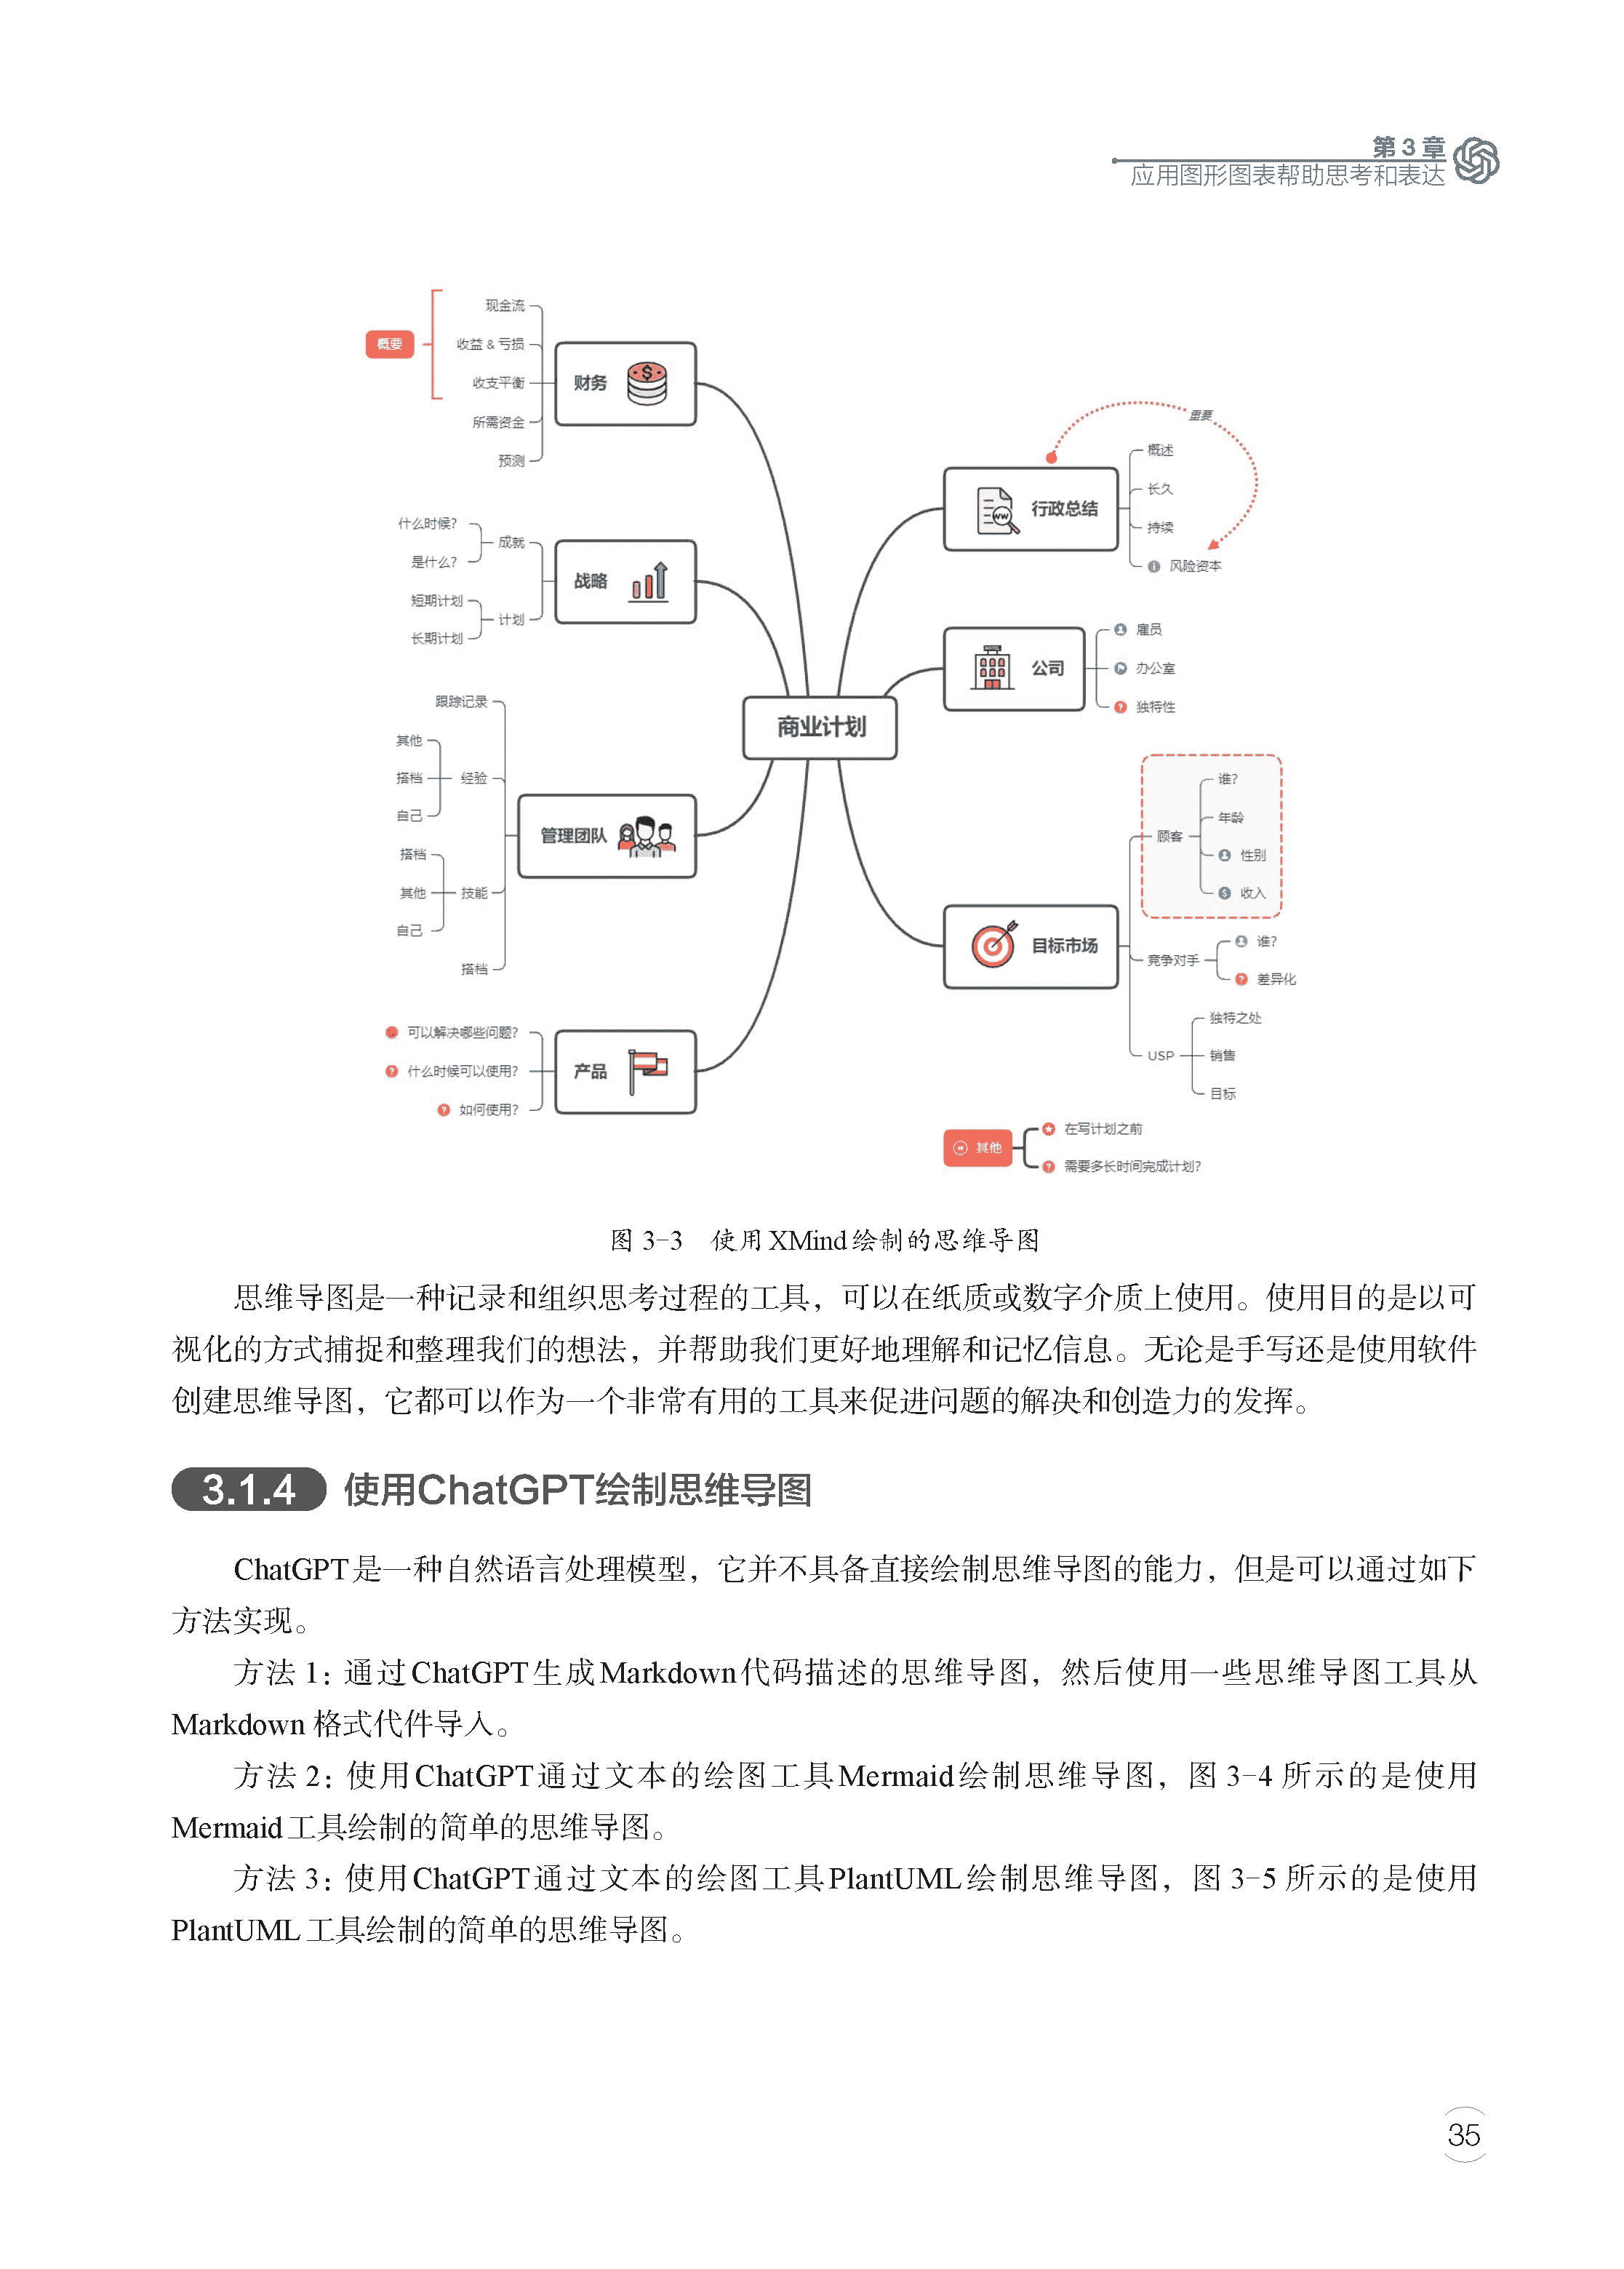 第3章
应用图形图表帮助思考和表达
现金流
概要
收益 & 亏损
收支平衡
财务
所需资金
预测
重要
概述
长久
行政总结
持续
风险资本
什么时候?
成就
是什么?
战略
短期计划
计划
长期计划
雇员
公司
办公室
独特性
商业计划
跟踪记录
其他
搭档
经验
自己
管理团队
搭档
其他
技能
自己
搭档
谁?
年龄
顾客
性别
收入
目标市场
谁?
竞争对手
差异化
独特之处
USP
销售
目标
可以解决哪些问题?
什么时候可以使用?
产品
如何使用?
其他
在写计划之前
需要多长时间完成计划?
图 3-3 使用XMind绘制的思维导图
思维导图是一种记录和组织思考过程的工具，可以在纸质或数字介质上使用。使用目的是以可
视化的方式捕捉和整理我们的想法，并帮助我们更好地理解和记忆信息。无论是手写还是使用软件
创建思维导图，它都可以作为一个非常有用的工具来促进问题的解决和创造力的发挥。
3.1.4 使用ChatGPT绘制思维导图
ChatGPT是一种自然语言处理模型，它并不具备直接绘制思维导图的能力，但是可以通过如下
方法实现。
方法 1：通过ChatGPT生成Markdown代码描述的思维导图，然后使用一些思维导图工具从
Markdown 格式代件导入。
方法 2：使用ChatGPT通过文本的绘图工具Mermaid绘制思维导图，图 3-4 所示的是使用
Mermaid工具绘制的简单的思维导图。
方法 3：使用ChatGPT通过文本的绘图工具PlantUML绘制思维导图，图 3-5 所示的是使用
PlantUML工具绘制的简单的思维导图。
35